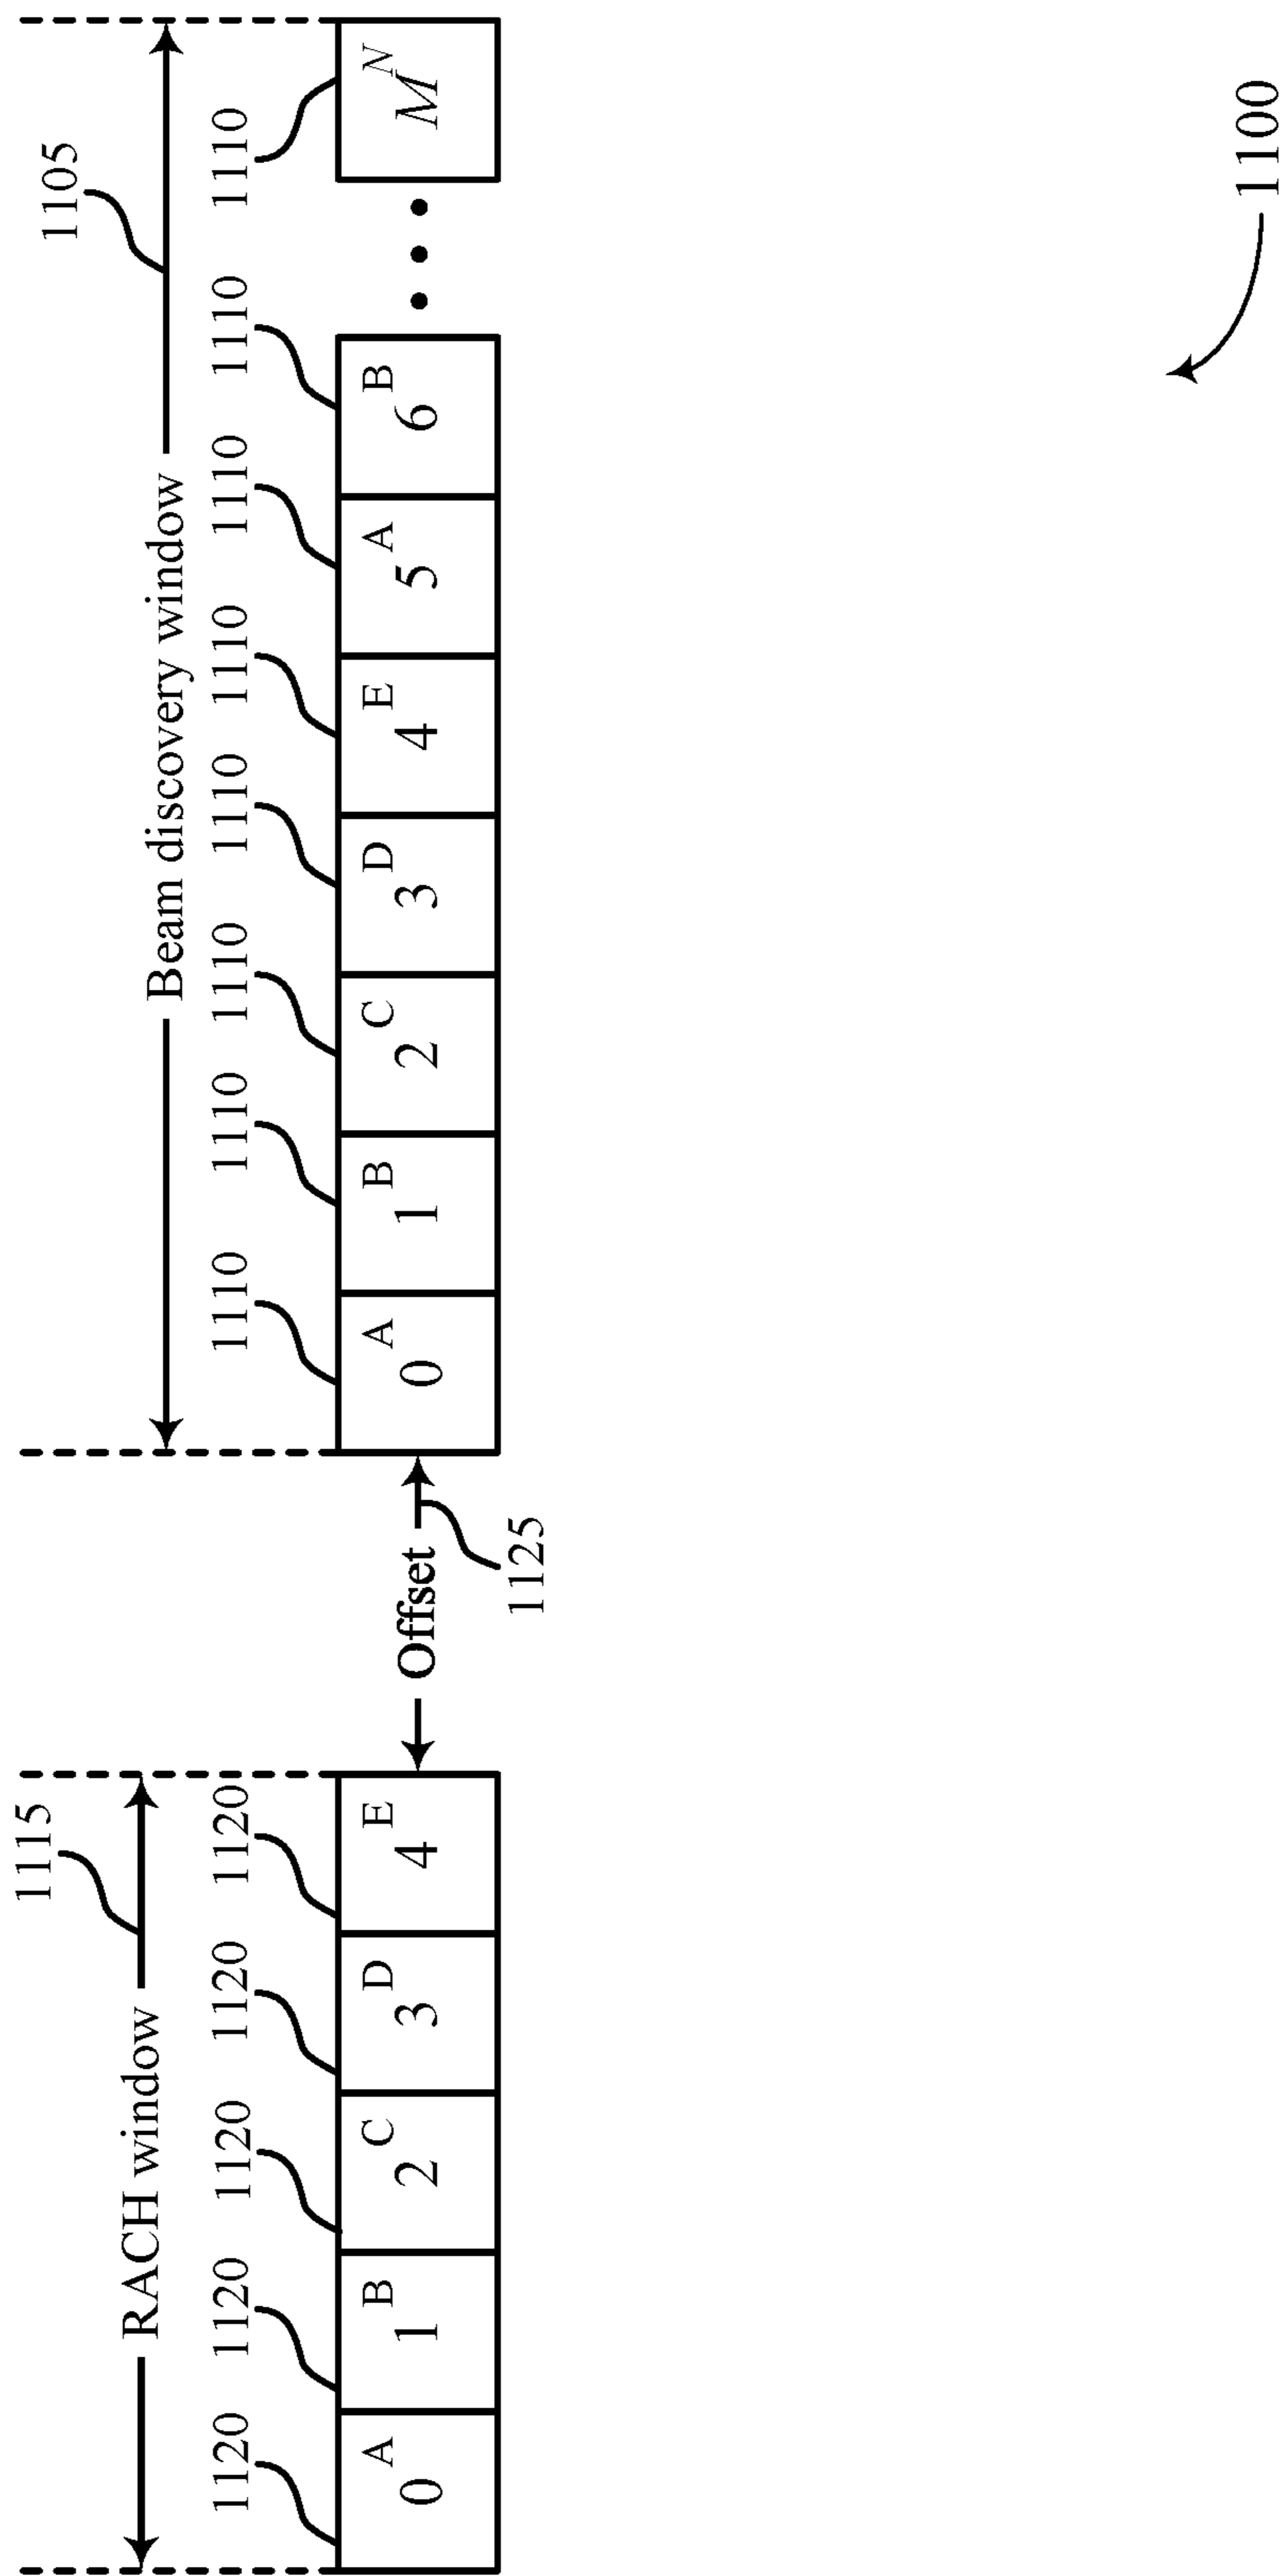 1115
1105
RACH window
Beam discovery window
1120 1120 1120 1120 1120
1110 1110 1110 1110 1110 1110 1110 1110
0 A 1 B 2 C 3 D 4 E
Offset
0 A 1 B 2 C 3 D 4 E 5 A 6 B ••• M N
1125
1100